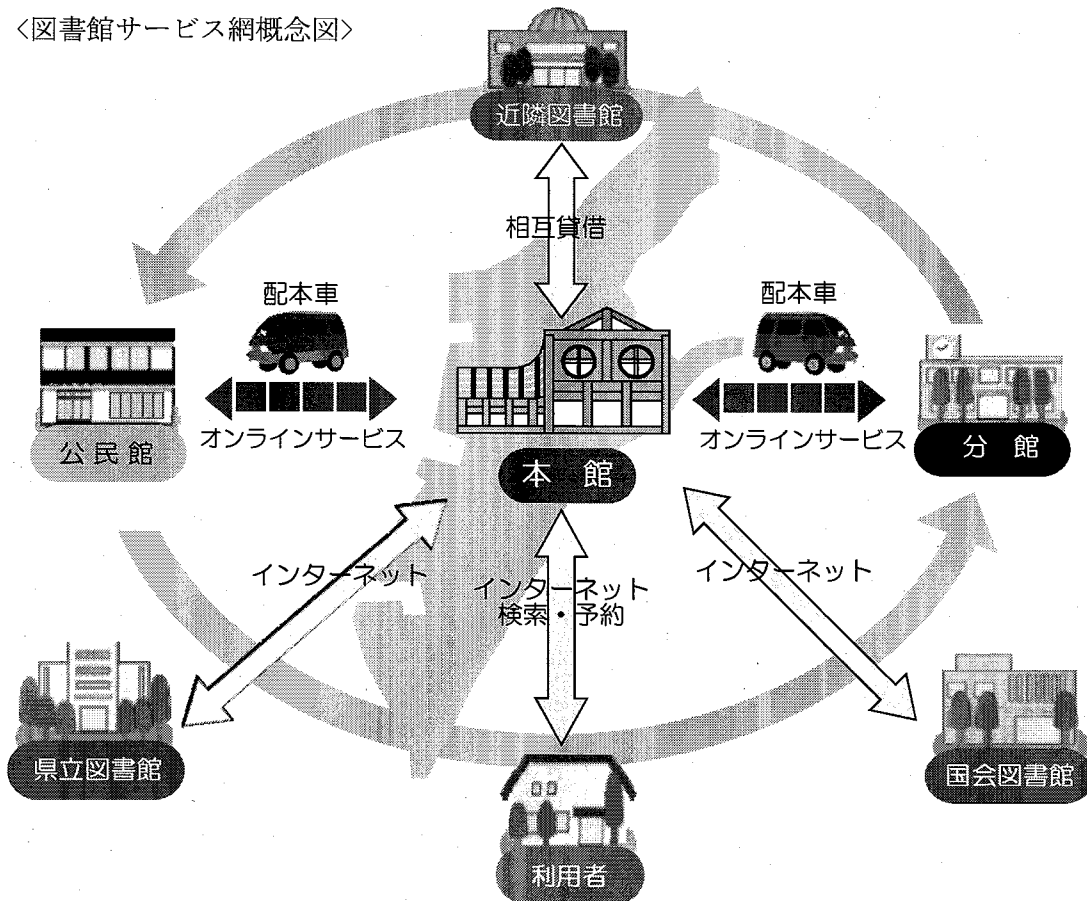 <図書館サービス網概念図>
近隣図書館
相互貸借
配本車
配本車
オンラインサービス
オンラインサービス
公民館
本　館
分　館
インターネット
インターネット
検索・予約
インターネット
県立図書館
国会図書館
利用者